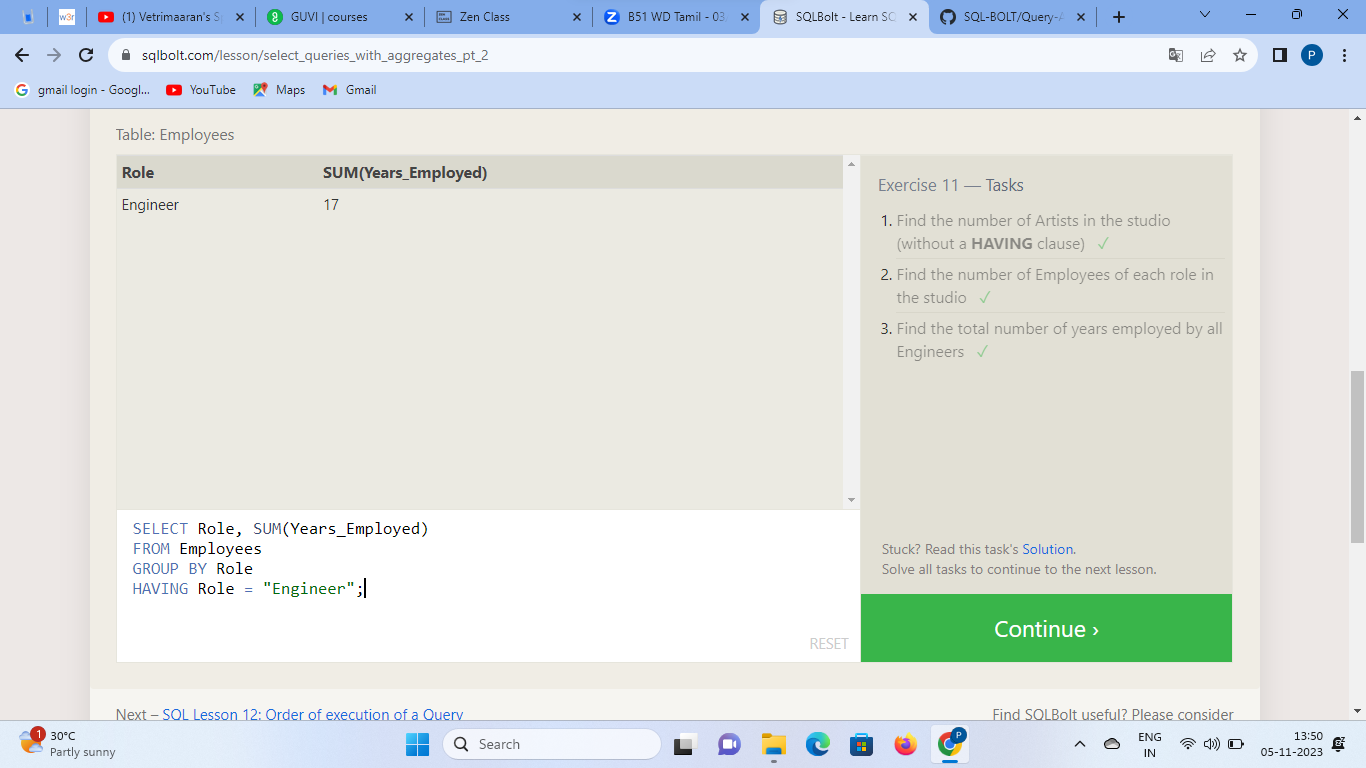 (1) Vetrimaaran's S
GUVI | courses
Zen Class
B51 WD Tamil - 03
SQLBolt - Learn SQ
SQL-BOLT/Query-A
sqlbolt.com/lesson/select_queries_with_aggregates_pt_2
gmail login - Googl...
YouTube
Maps
Gmail
Table: Employees
Role SUM(Years_Employed)
Engineer 17
SELECT Role, SUM(Years_Employed)
FROM Employees
GROUP BY Role
HAVING Role = "Engineer";
RESET
Exercise 11 — Tasks
1. Find the number of Artists in the studio
(without a HAVING clause) ✓
2. Find the number of Employees of each role in
the studio ✓
3. Find the total number of years employed by all
Engineers ✓
Stuck? Read this task's Solution.
Solve all tasks to continue to the next lesson.
Continue ›
Next – SQL Lesson 12: Order of execution of a Query
Find SQLBolt useful? Please consider
1
30°C
Partly sunny
Search
P
ENG
IN
13:50
05-11-2023